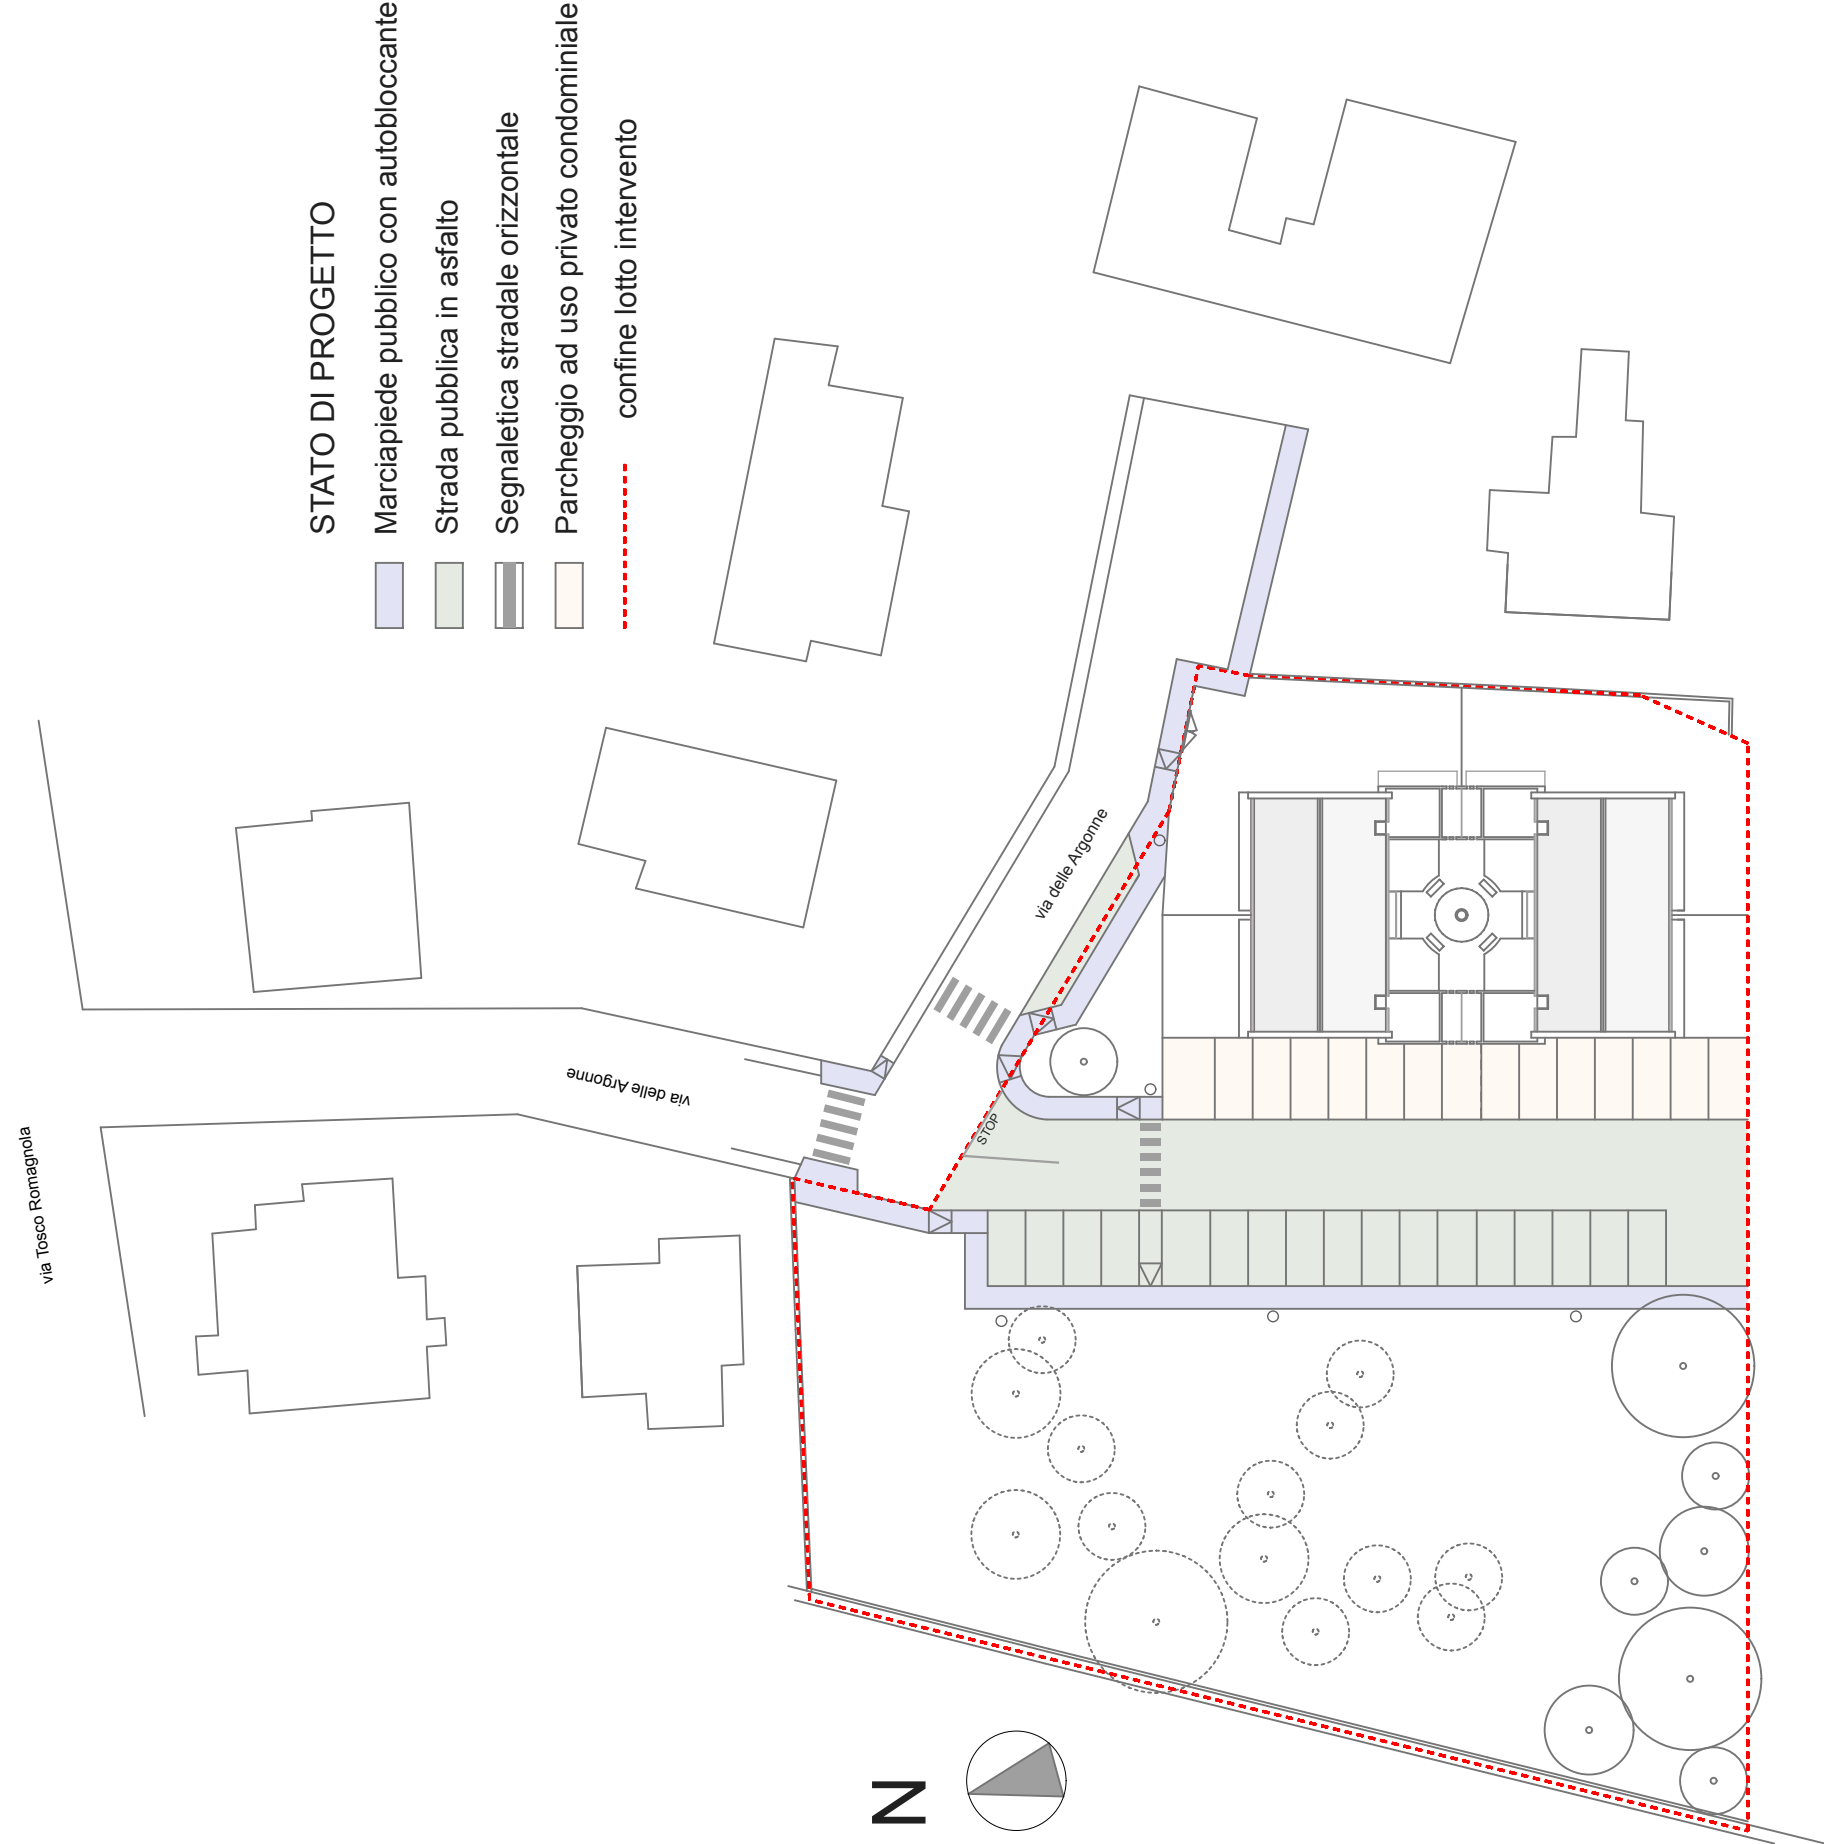 STATO DI PROGETTO
Marciapiede pubblico con autobloccante
Strada pubblica in asfalto
Segnaletica stradale orizzontale
Parcheggio ad uso privato condominiale
confine lotto intervento
via delle Argonne
via delle Argonne
STOP
via Tosco Romagnola
N